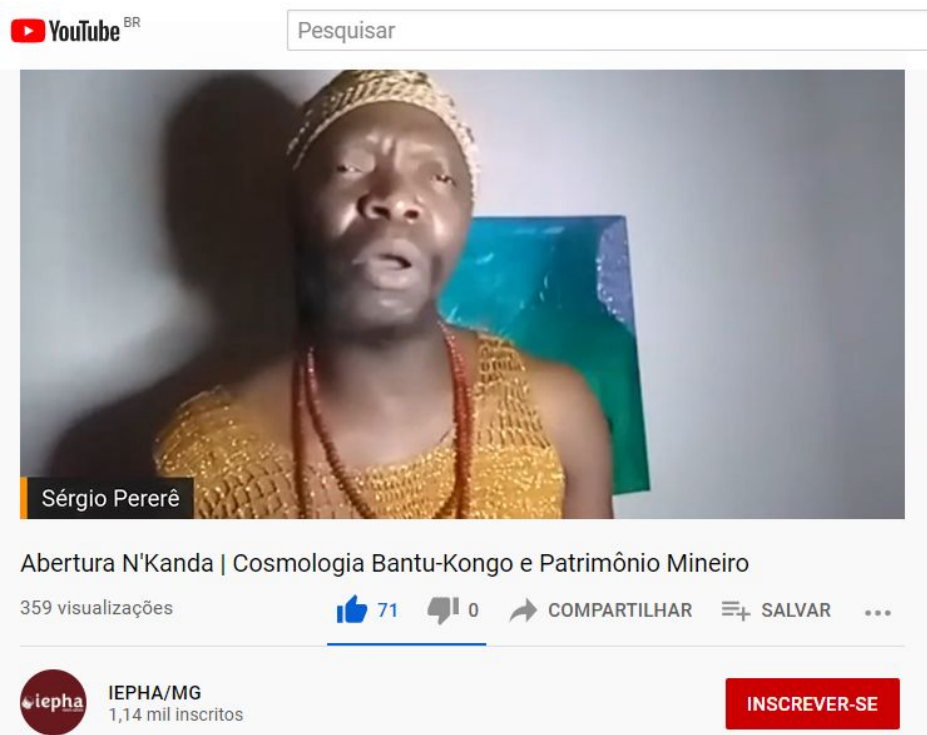 YouTube BR
Pesquisar
Sérgio Pererê
Abertura N'Kanda | Cosmologia Bantu-Kongo e Patrimônio Mineiro
359 visualizações 71 0 COMPARTILHAR SALVAR
iepha
IEPHA/MG
1,14 mil inscritos
INSCREVER-SE